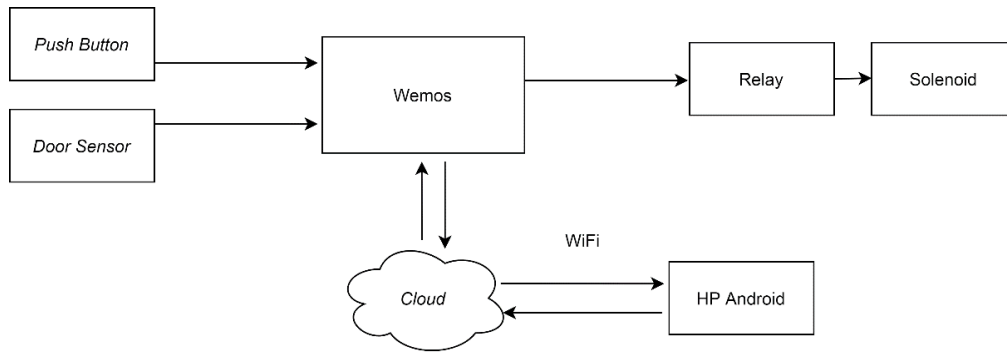 Push Button
Wemos
Relay
Solenoid
Door Sensor
WiFi
Cloud
HP Android